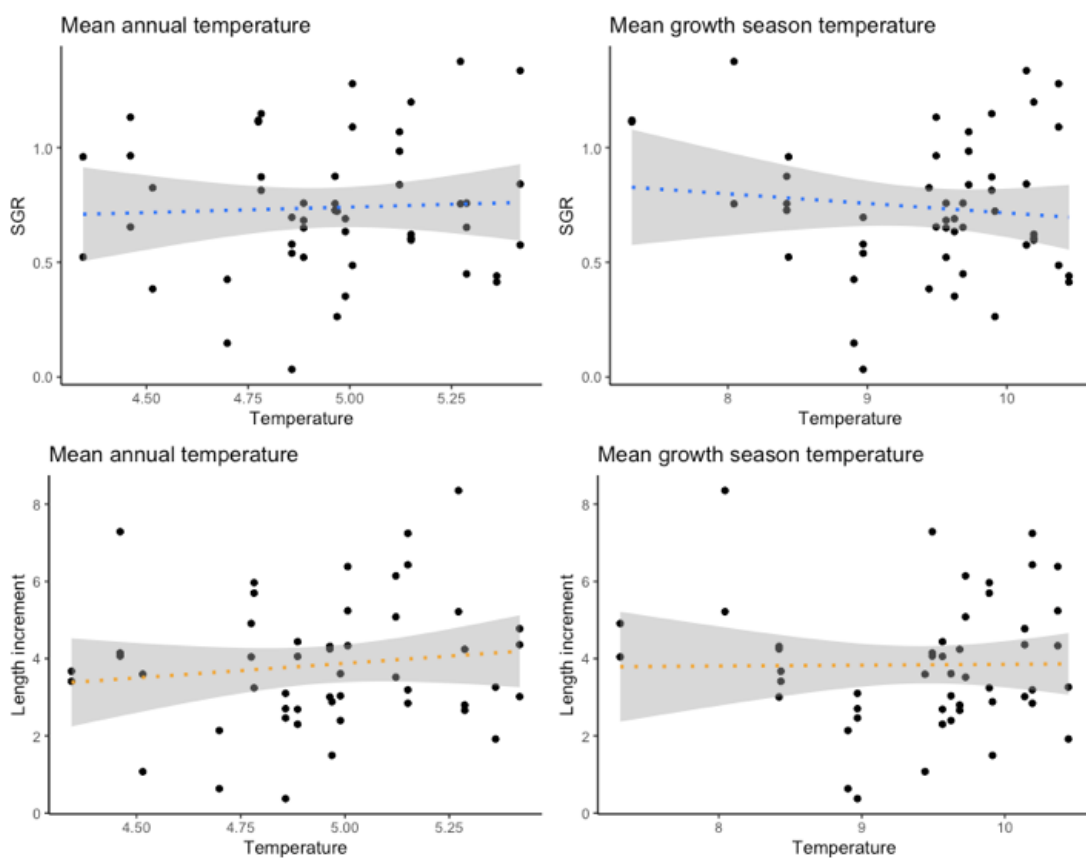 Mean annual temperature
Mean growth season temperature
SGR
1.0
0.5
0.0
4.50 4.75 5.00 5.25
Temperature
SGR
1.0
0.5
0.0
8 9 10
Temperature
Mean annual temperature
Mean growth season temperature
Length increment
8
6
4
2
0
4.50 4.75 5.00 5.25
Temperature
Length increment
8
6
4
2
0
8 9 10
Temperature